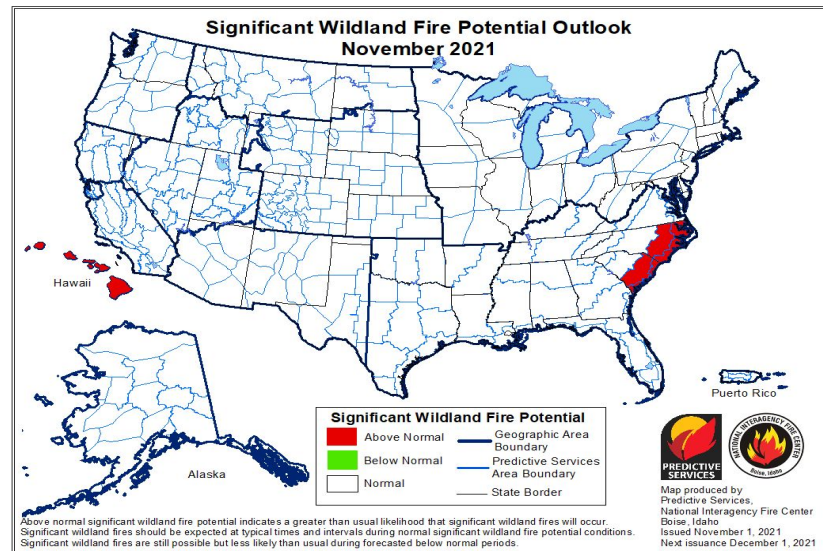 Significant Wildland Fire Potential Outlook
November 2021
Hawaii
Alaska
Puerto Rico
Significant Wildland Fire Potential
Above Normal
Below Normal
Normal
Geographic Area
Boundary
Predictive Services
Area Boundary
State Border
PREDICTIVE
SERVICES
NATIONAL INTERAGENCY FIRE CENTER
Boise, Idaho
Map produced by
Predictive Services,
National Interagency Fire Center
Boise, Idaho
Issued November 1, 2021
Next issuance December 1, 2021
Above normal significant wildland fire potential indicates a greater than usual likelihood that significant wildland fires will occur.
Significant wildland fires should be expected at typical times and intervals during normal significant wildland fire potential conditions.
Significant wildland fires are still possible but less likely than usual during forecasted below normal periods.